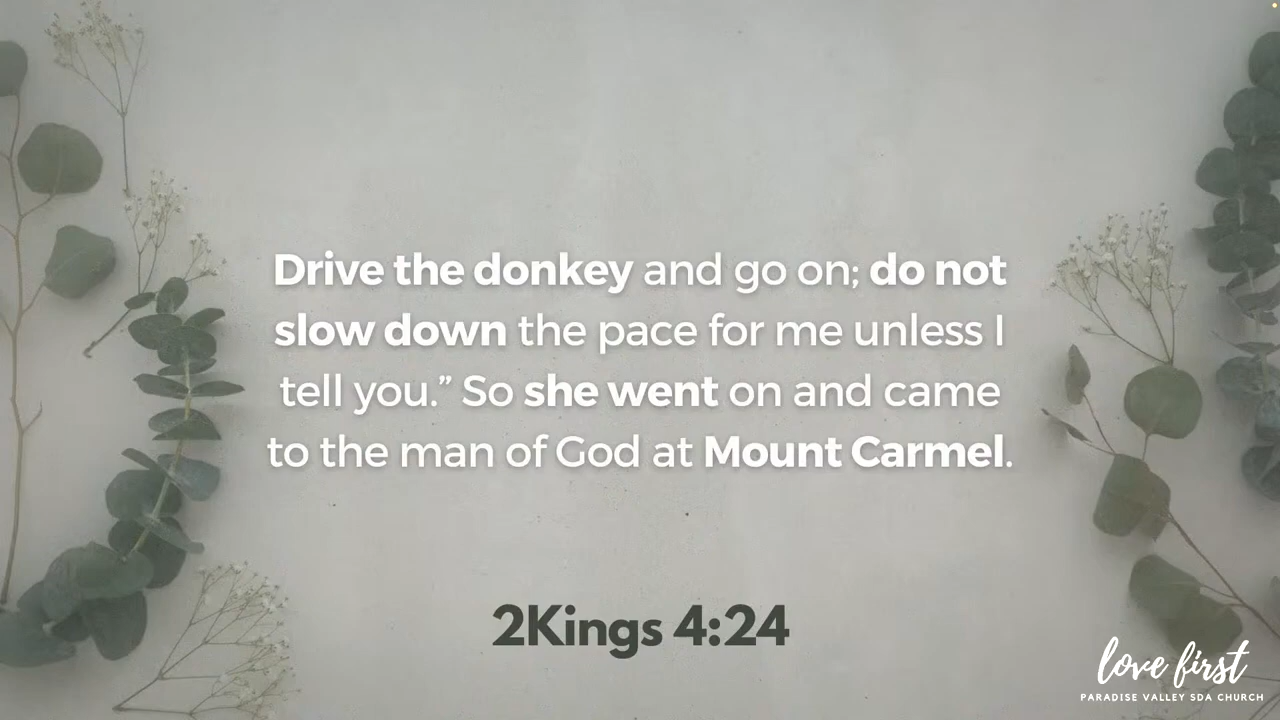 Drive the donkey and go on; do not
slow down the pace for me unless I
tell you.” So she went on and came
to the man of God at Mount Carmel.
2Kings 4:24
love first
PARADISE VALLEY SDA CHURCH